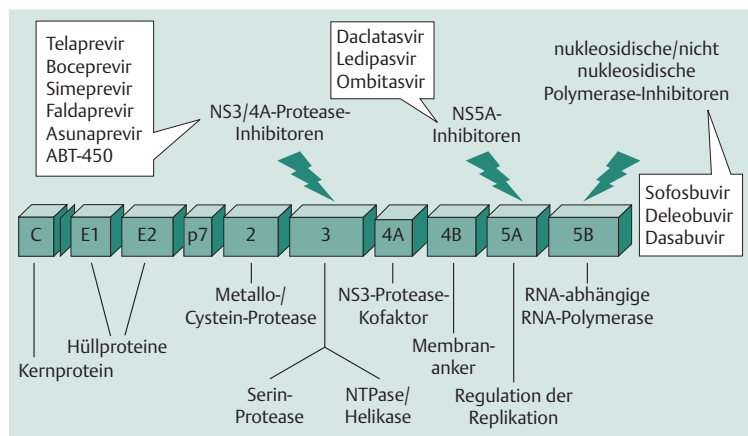 Telaprevir
Boceprevir
Simeprevir
Faldaprevir
Asunaprevir
ABT-450
NS3/4A-Protease-
Inhibitoren
Daclatasvir
Ledipasvir
Ombitasvir
NS5A-
Inhibitoren
nukleosidische/nicht
nukleosidische
Polymerase-Inhibitoren
Sofosbuvir
Deleobuvir
Dasabuvir
C
E1
E2
p7
2
3
4A
4B
5A
5B
Kernprotein
Hüllproteine
Metallo-/
Cystein-Protease
Serin-
Protease
NTPase/
Helikase
NS3-Protease-
Kofaktor
Membran-
anker
Regulation der
Replikation
RNA-abhängige
RNA-Polymerase